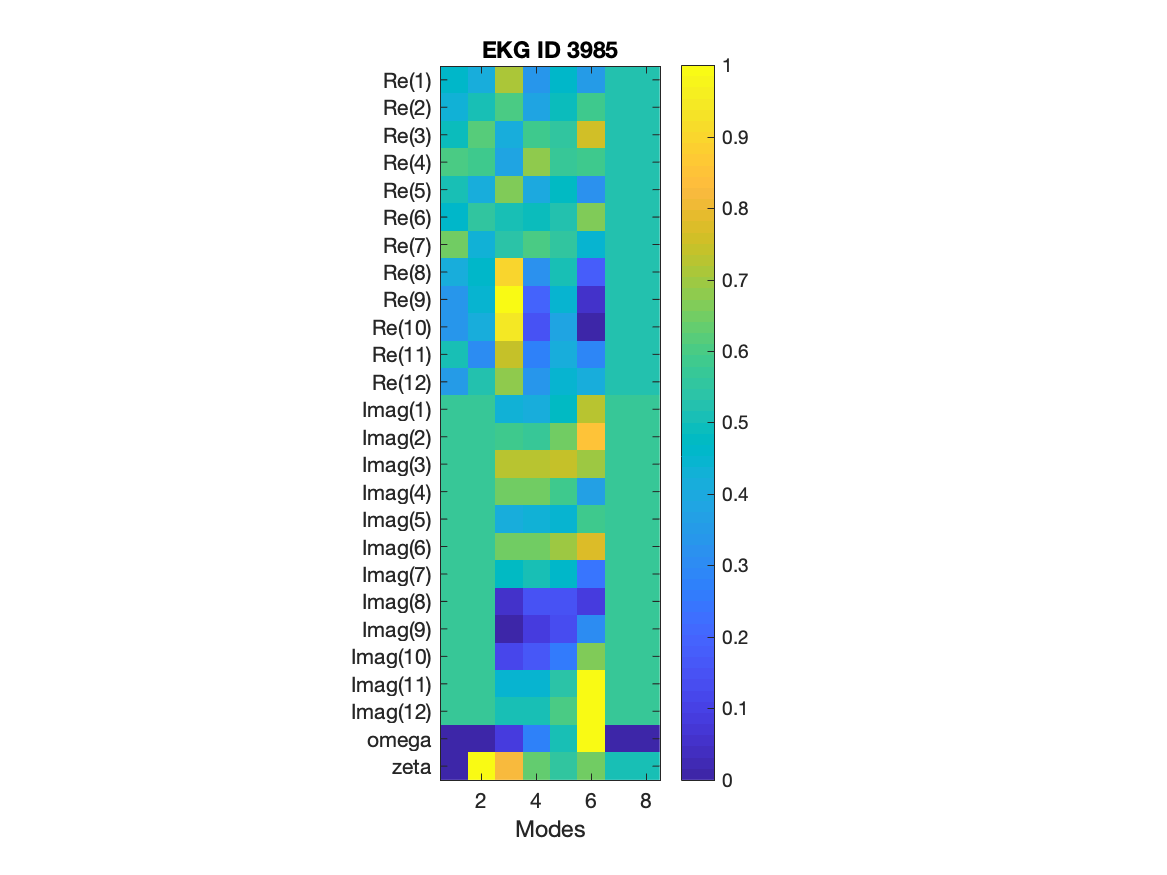 EKG ID 3985
Re(1)
Re(2)
Re(3)
Re(4)
Re(5)
Re(6)
Re(7)
Re(8)
Re(9)
Re(10)
Re(11)
Re(12)
Imag(1)
Imag(2)
Imag(3)
Imag(4)
Imag(5)
Imag(6)
Imag(7)
Imag(8)
Imag(9)
Imag(10)
Imag(11)
Imag(12)
omega
zeta
2 4 6 8
Modes
1
0.9
0.8
0.7
0.6
0.5
0.4
0.3
0.2
0.1
0